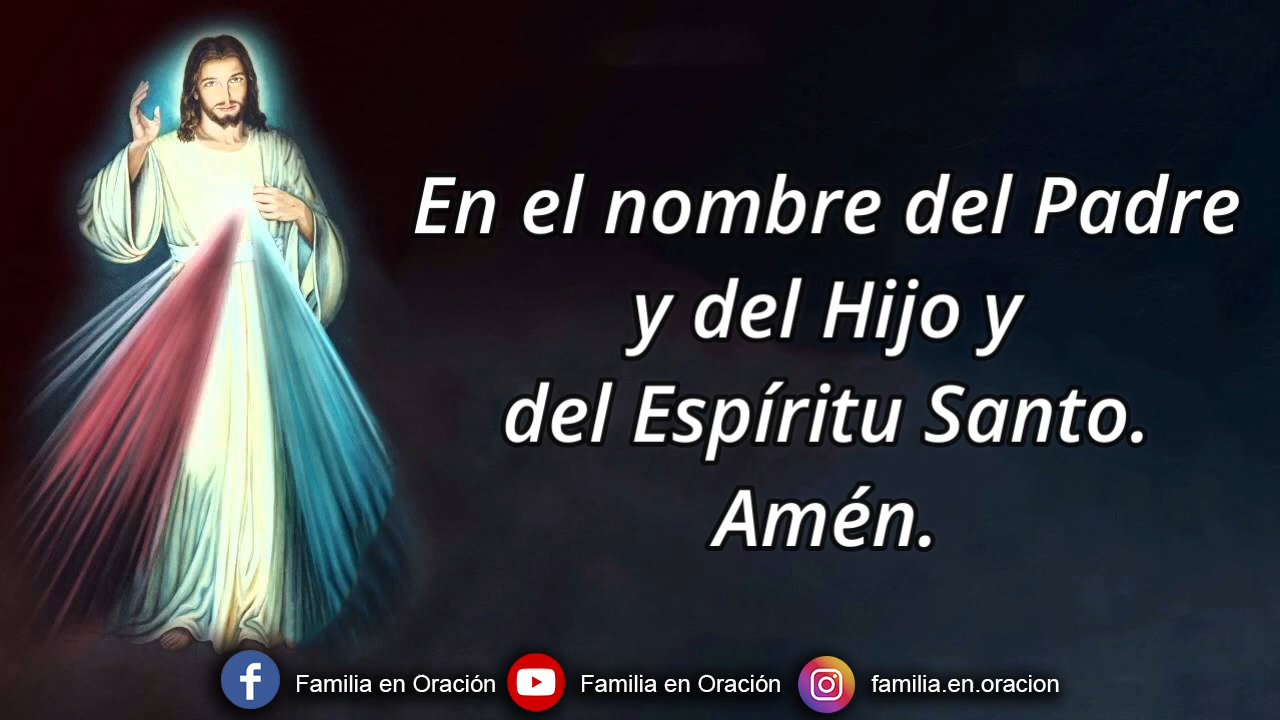 En el nombre del Padre
y del Hijo y
del Espíritu Santo.
Amén.
Familia en Oración
Familia en Oración
familia.en.oracion